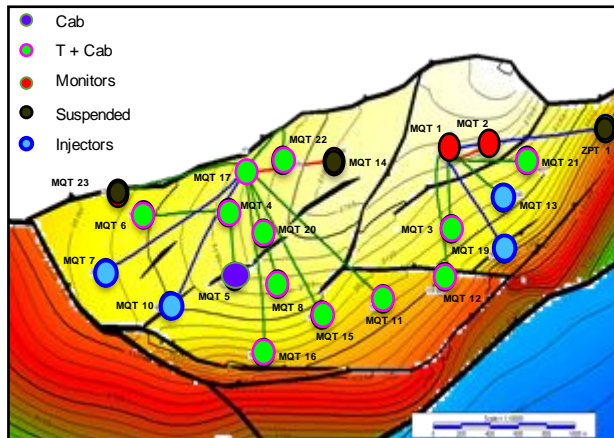 Cab
T + Cab
Monitors
Suspended
Injectors
MQT 22
MQT 14
MQT 17
MQT 23
MQT 4
MQT 6
MQT 20
MQT 7
MQT 5
MQT 10
MQT 8
MQT 15
MQT 11
MQT 16
MQT 1
MQT 2
ZPT 1
MQT 21
MQT 13
MQT 3
MQT 19
MQT 12